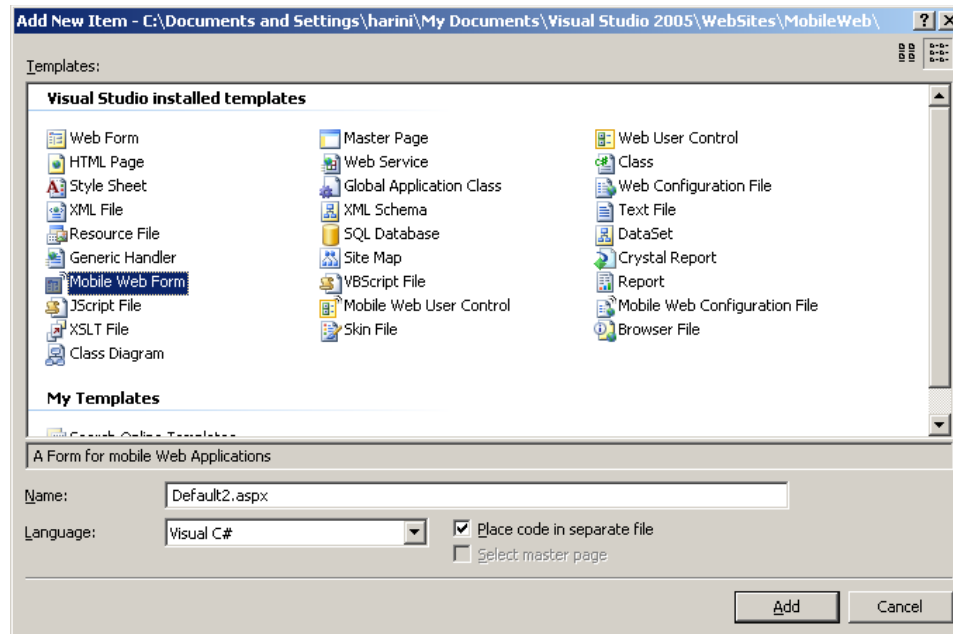 Add New Item - C:\Documents and Settings\harini\My Documents\Visual Studio 2005\WebSites\MobileWeb\
Templates:
Visual Studio installed templates
Web Form Master Page Web User Control
HTML Page Web Service Class
Style Sheet Global Application Class Web Configuration File
XML File XML Schema Text File
Resource File SQL Database DataSet
Generic Handler Site Map Crystal Report
Mobile Web Form VBScript File Report
JScript File Mobile Web User Control Mobile Web Configuration File
XSLT File Skin File Browser File
Class Diagram
My Templates
Search Online Templates
A Form for mobile Web Applications
Name: Default2.aspx
Language: Visual C# Place code in separate file
Select master page
Add Cancel